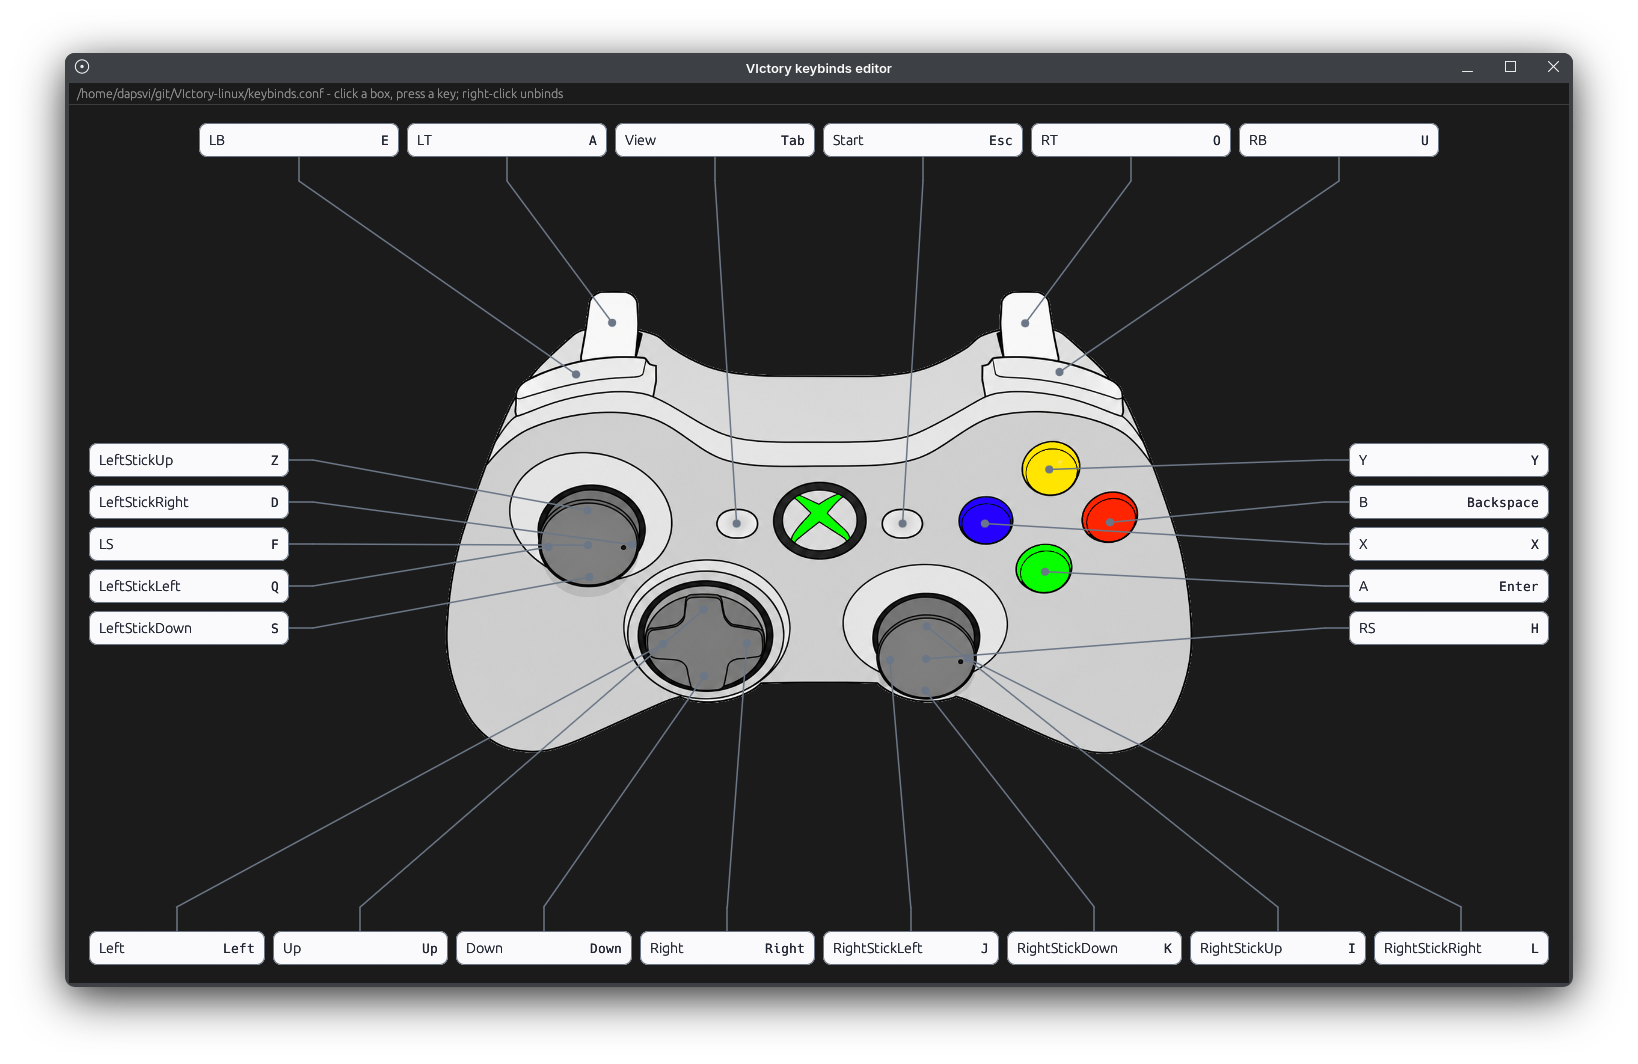 VIctory keybinds editor
/home/dapsvi/git/VIctory-linux/keybinds.conf - click a box, press a key; right-click unbinds
LB E
LT A
View Tab
Start Esc
RT O
RB U
LeftStickUp Z
LeftStickRight D
LS F
LeftStickLeft Q
LeftStickDown S
Y Y
B Backspace
X X
A Enter
RS H
Left Left
Up Up
Down Down
Right Right
RightStickLeft J
RightStickDown K
RightStickUp I
RightStickRight L